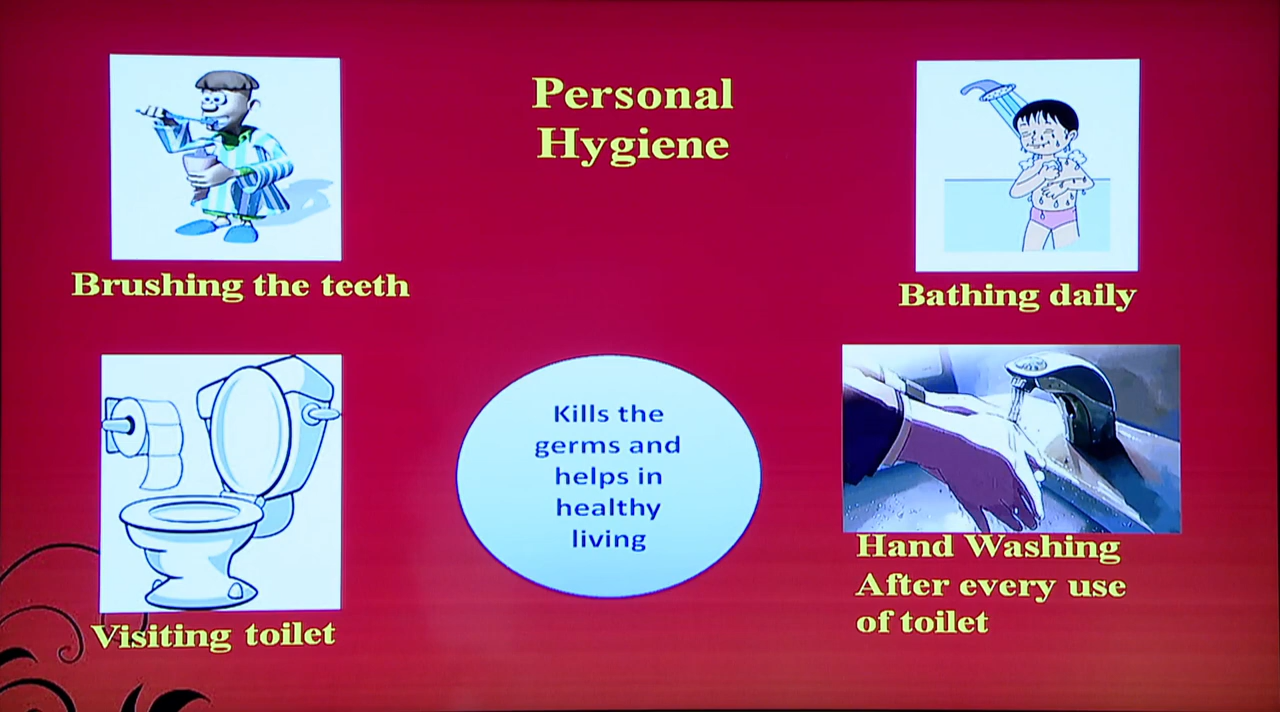 Personal
Hygiene
Brushing the teeth
Bathing daily
Kills the
germs and
helps in
healthy
living
Visiting toilet
Hand Washing
After every use
of toilet